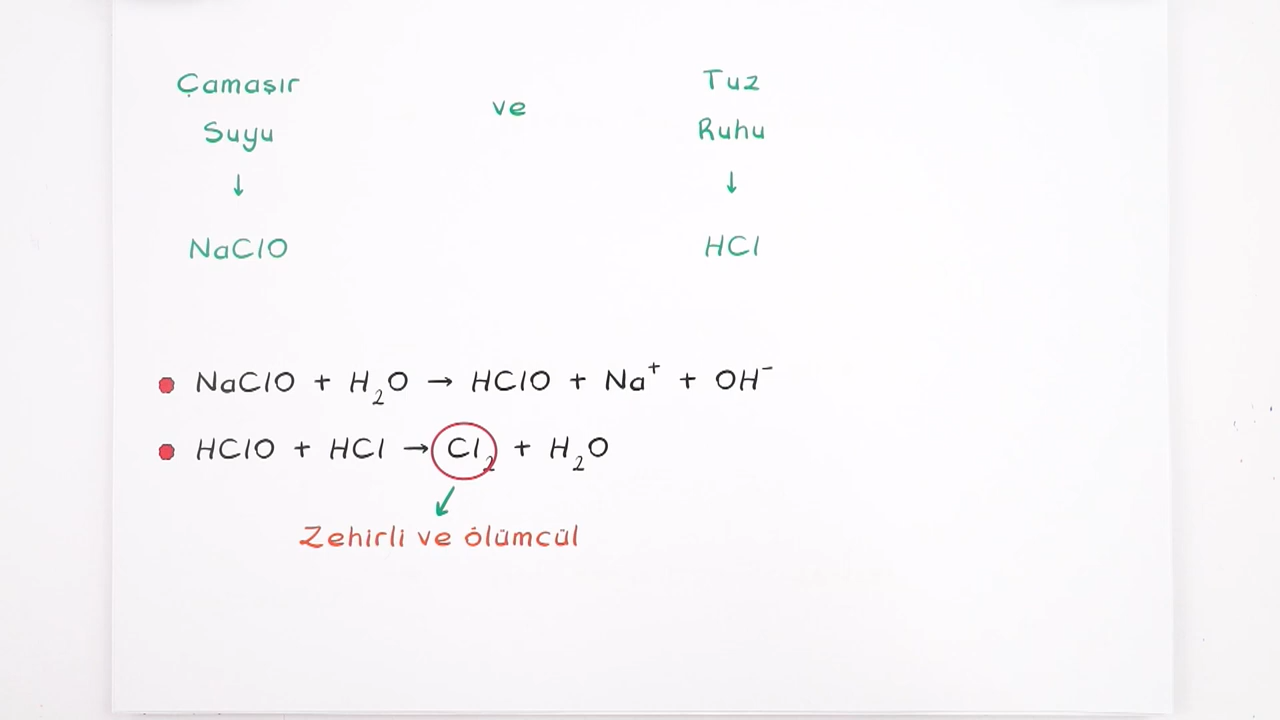 Çamaşır
Suyu
↓
NaClO
ve
Tuz
Ruhu
↓
HCl
NaClO + H₂O → HClO + Na⁺ + OH⁻
HClO + HCl → Cl₂ + H₂O
Zehirli ve ölümcül